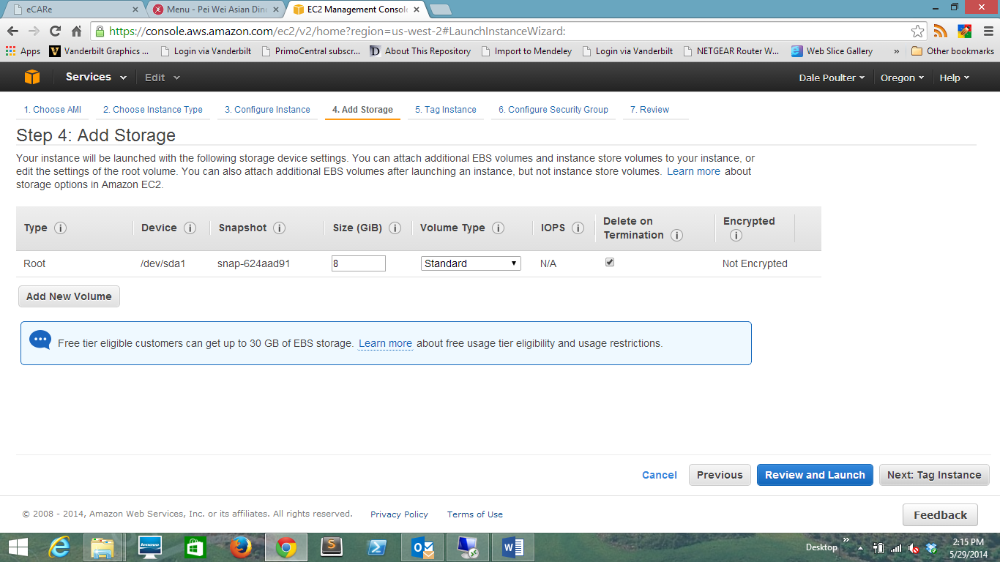 eCARe
Menu - Pei Wei Asian Din
EC2 Management Consol
https://console.aws.amazon.com/ec2/v2/home?region=us-west-2#LaunchInstanceWizard:
Apps Vanderbilt Graphics ... Login via Vanderbilt PrimoCentral subscr... About This Repository Import to Mendeley Login via Vanderbilt NETGEAR Router W... Web Slice Gallery » Other bookmarks
Services Edit Dale Poulter Oregon Help
1. Choose AMI 2. Choose Instance Type 3. Configure Instance 4. Add Storage 5. Tag Instance 6. Configure Security Group 7. Review
Step 4: Add Storage
Your instance will be launched with the following storage device settings. You can attach additional EBS volumes and instance store volumes to your instance, or
edit the settings of the root volume. You can also attach additional EBS volumes after launching an instance, but not instance store volumes. Learn more about
storage options in Amazon EC2.
Type i Device i Snapshot i Size (GiB) i Volume Type i IOPS i Delete on Termination i Encrypted i
Root /dev/sda1 snap-624aad91 8 Standard N/A Not Encrypted
Add New Volume
Free tier eligible customers can get up to 30 GB of EBS storage. Learn more about free usage tier eligibility and usage restrictions.
Cancel Previous Review and Launch Next: Tag Instance
© 2008 - 2014, Amazon Web Services, Inc. or its affiliates. All rights reserved. Privacy Policy Terms of Use Feedback
lenovo
Desktop » 2:15 PM
5/29/2014